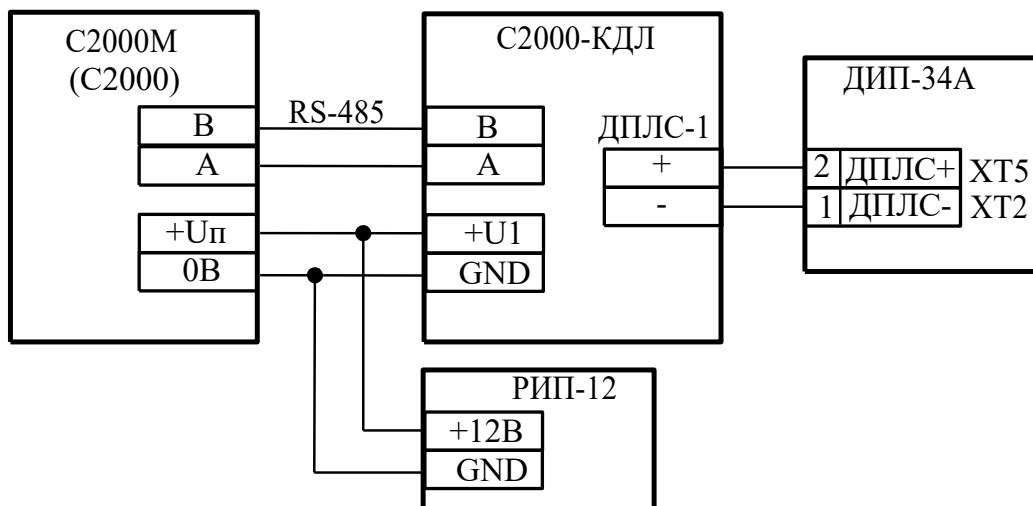 С2000М
(С2000)
B
A
+Uп
0В
RS-485
С2000-КДЛ
B
A
+U1
GND
ДПЛС-1
+
-
ДИП-34А
2 ДПЛС+ XT5
1 ДПЛС- XT2
РИП-12
+12В
GND